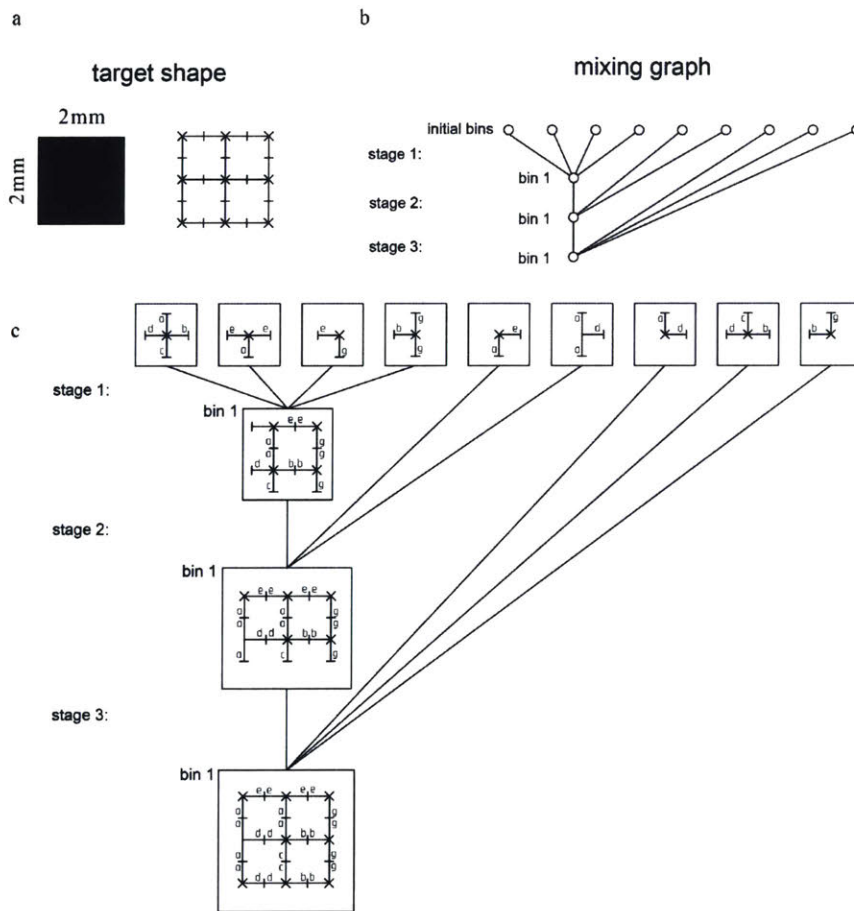 a
b
target shape
mixing graph
2mm
2mm
initial bins
stage 1:
bin 1
stage 2:
bin 1
stage 3:
bin 1
c
a
d b
c
e e
a
e
g
g
b
g
e
a
a
d
a
a
d
c
d b
g
b
stage 1:
bin 1
e e
a g
a g
d b b
c g
stage 2:
bin 1
e e e e
a a g
a a g
d d b b
a c g
stage 3:
bin 1
e e e e
a a g
a a g
d d b b
a c g
a c g
d d b b